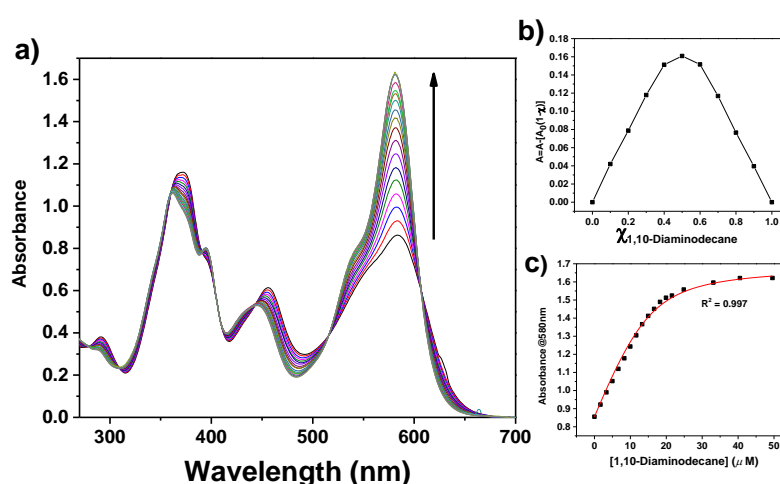 a)
1.6
1.4
1.2
1.0
0.8
0.6
0.4
0.2
0.0
Absorbance
300 400 500 600 700
Wavelength (nm)
b)
0.18
0.16
0.14
0.12
0.10
0.08
0.06
0.04
0.02
0.00
A=A-[A0(1-χ)]
0.0 0.2 0.4 0.6 0.8 1.0
χ1,10-Diaminodecane
c)
1.7
1.6
1.5
1.4
1.3
1.2
1.1
1.0
0.9
0.8
Absorbance @580nm
R² = 0.997
0 10 20 30 40 50
[1,10-Diaminodecane] (μ M)